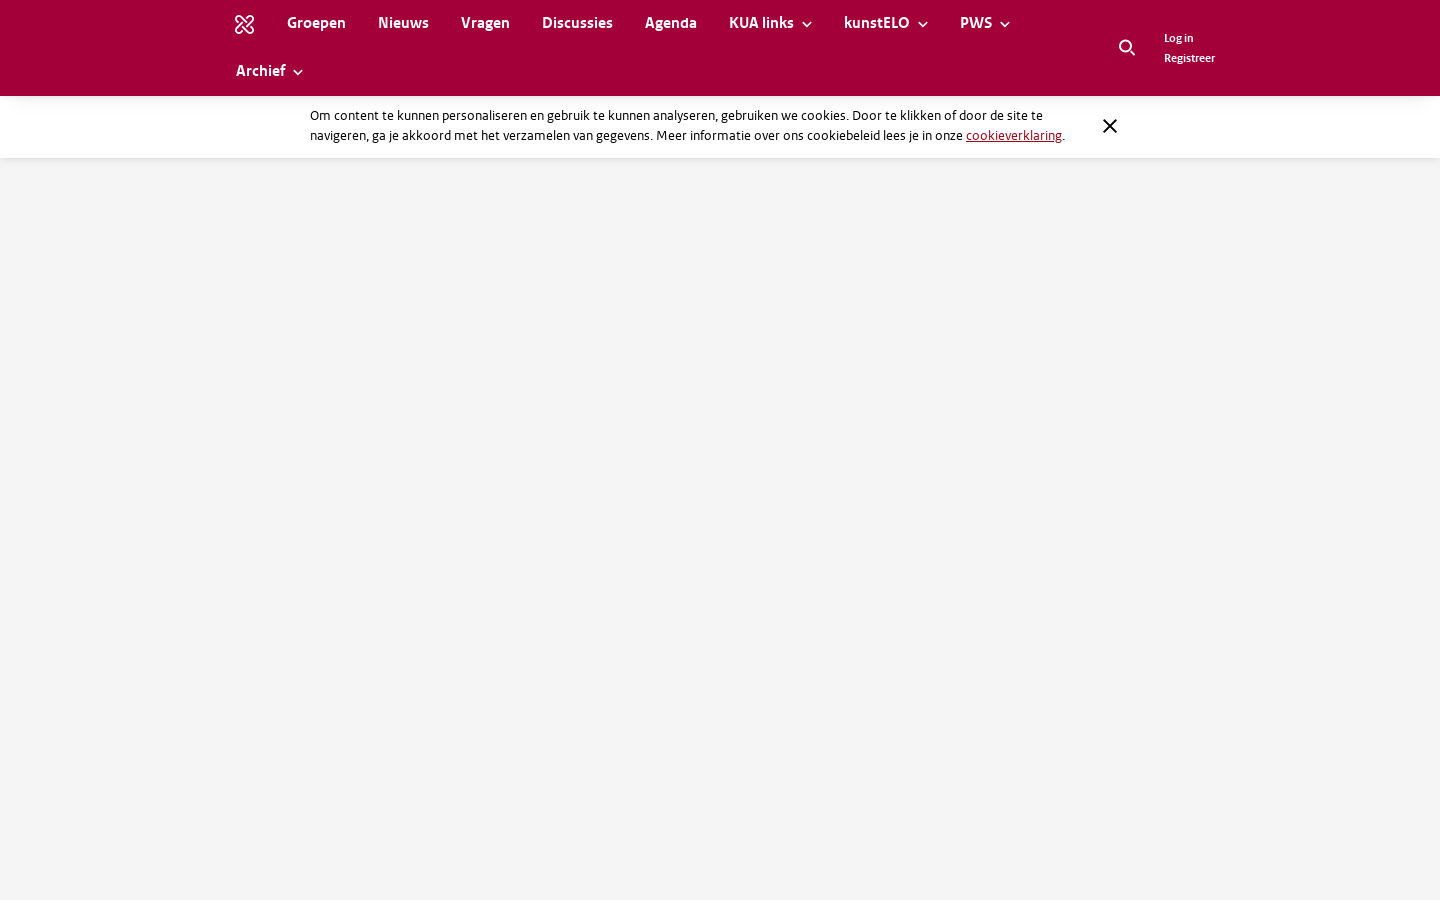 Groepen Nieuws Vragen Discussies Agenda KUA links kunstELO PWS
Archief
Log in
Registreer
Om content te kunnen personaliseren en gebruik te kunnen analyseren, gebruiken we cookies. Door te klikken of door de site te
navigeren, ga je akkoord met het verzamelen van gegevens. Meer informatie over ons cookiebeleid lees je in onze cookieverklaring.